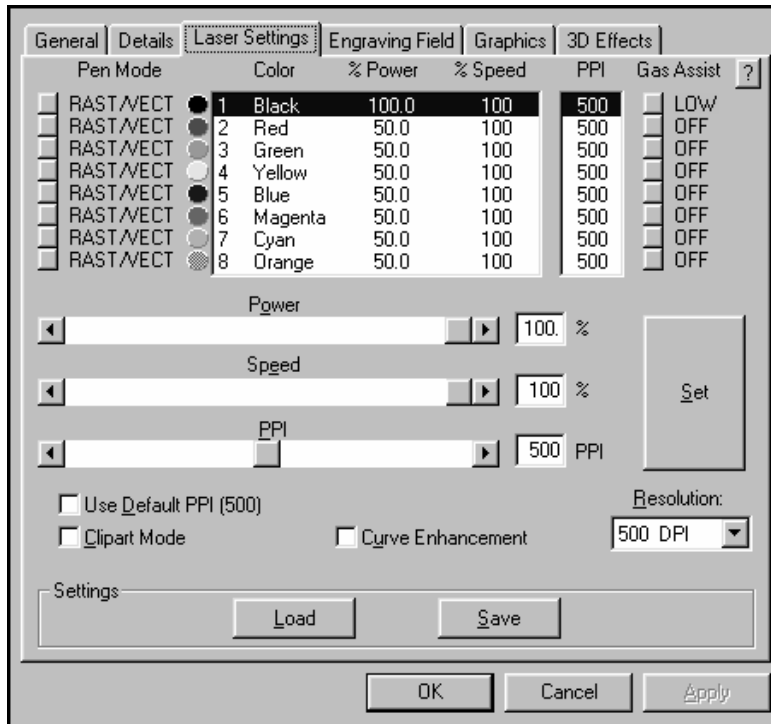 General Details Laser Settings Engraving Field Graphics 3D Effects
Pen Mode Color % Power % Speed PPI Gas Assist ?
RAST/VECT 1 Black 100.0 100 500 LOW
RAST/VECT 2 Red 50.0 100 500 OFF
RAST/VECT 3 Green 50.0 100 500 OFF
RAST/VECT 4 Yellow 50.0 100 500 OFF
RAST/VECT 5 Blue 50.0 100 500 OFF
RAST/VECT 6 Magenta 50.0 100 500 OFF
RAST/VECT 7 Cyan 50.0 100 500 OFF
RAST/VECT 8 Orange 50.0 100 500 OFF
Power
100. %
Speed
100 %
Set
PPI
500 PPI
Use Default PPI (500)
Resolution:
Clipart Mode Curve Enhancement 500 DPI
Settings
Load Save
OK Cancel Apply